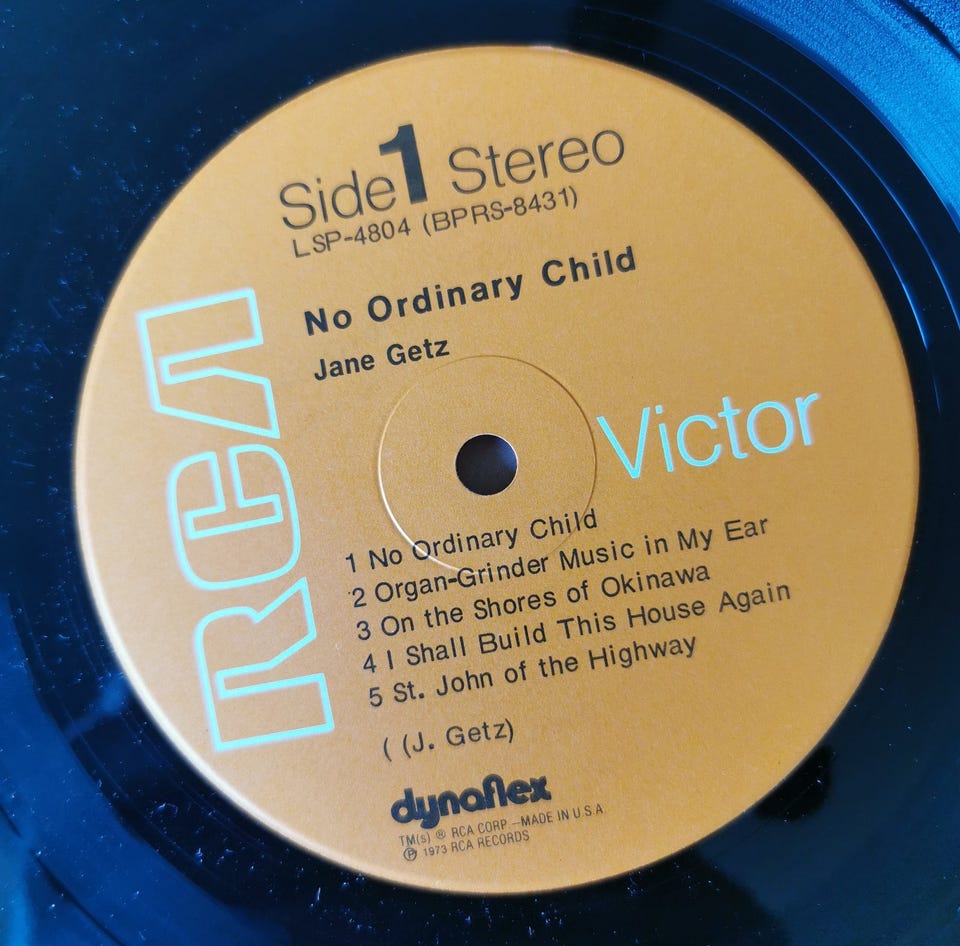 Side 1 Stereo
LSP-4804 (BPRS-8431)
No Ordinary Child
Jane Getz
RCA
Victor
1 No Ordinary Child
2 Organ-Grinder Music in My Ear
3 On the Shores of Okinawa
4 I Shall Build This House Again
5 St. John of the Highway
( (J. Getz)
dynaflex
TM(s) ® RCA CORP.—MADE IN U.S.A
℗ 1973 RCA RECORDS